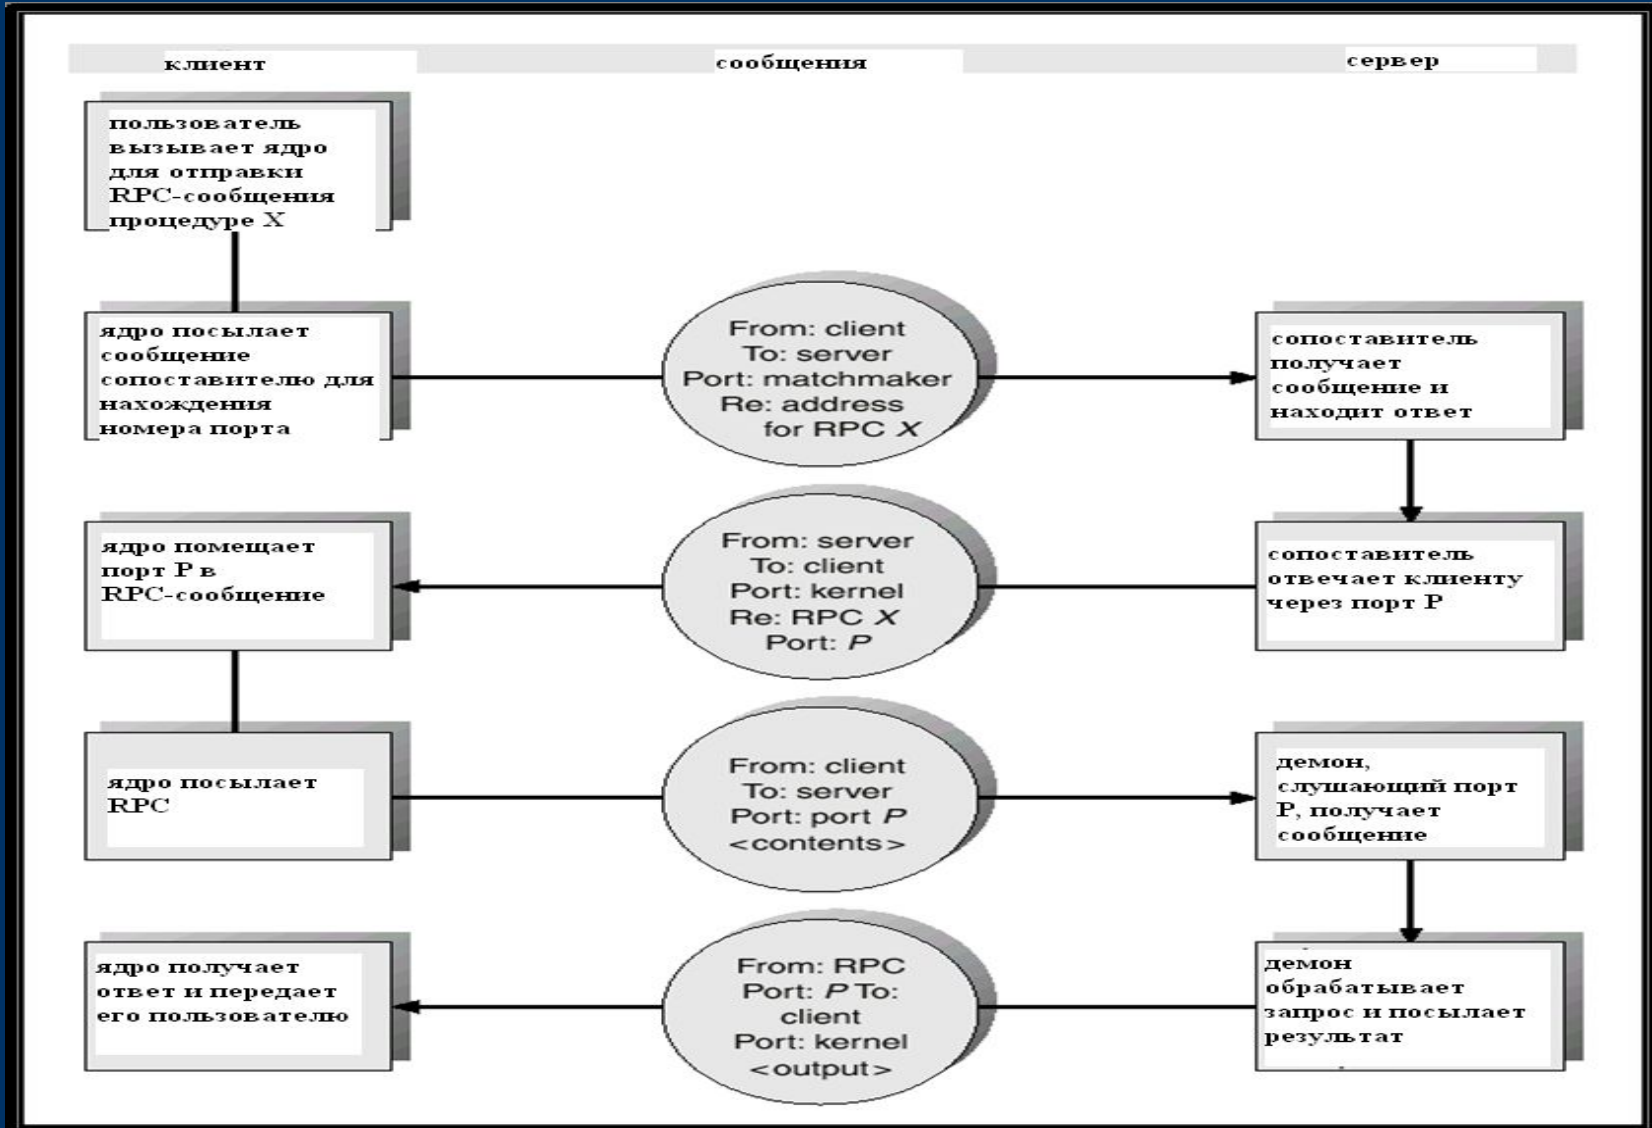 клиент
сообщения
сервер
пользователь
вызывает ядро
для отправки
RPC-сообщения
процедуре X
ядро посылает
сообщение
сопоставителю для
нахождения
номера порта
From: client
To: server
Port: matchmaker
Re: address
for RPC X
сопоставитель
получает
сообщение и
находит ответ
ядро помещает
порт P в
RPC-сообщение
From: server
To: client
Port: kernel
Re: RPC X
Port: P
сопоставитель
отвечает клиенту
через порт P
ядро посылает
RPC
From: client
To: server
Port: port P
<contents>
демон,
слушающий порт
P, получает
сообщение
ядро получает
ответ и передает
его пользователю
From: RPC
Port: P To:
client
Port: kernel
<output>
демон
обрабатывает
запрос и посылает
результат